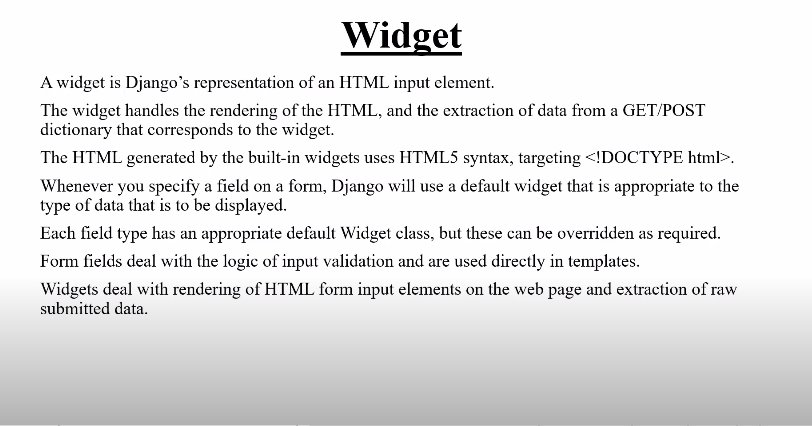 Widget
A widget is Django’s representation of an HTML input element.
The widget handles the rendering of the HTML, and the extraction of data from a GET/POST
dictionary that corresponds to the widget.
The HTML generated by the built-in widgets uses HTML5 syntax, targeting <!DOCTYPE html>.
Whenever you specify a field on a form, Django will use a default widget that is appropriate to the
type of data that is to be displayed.
Each field type has an appropriate default Widget class, but these can be overridden as required.
Form fields deal with the logic of input validation and are used directly in templates.
Widgets deal with rendering of HTML form input elements on the web page and extraction of raw
submitted data.